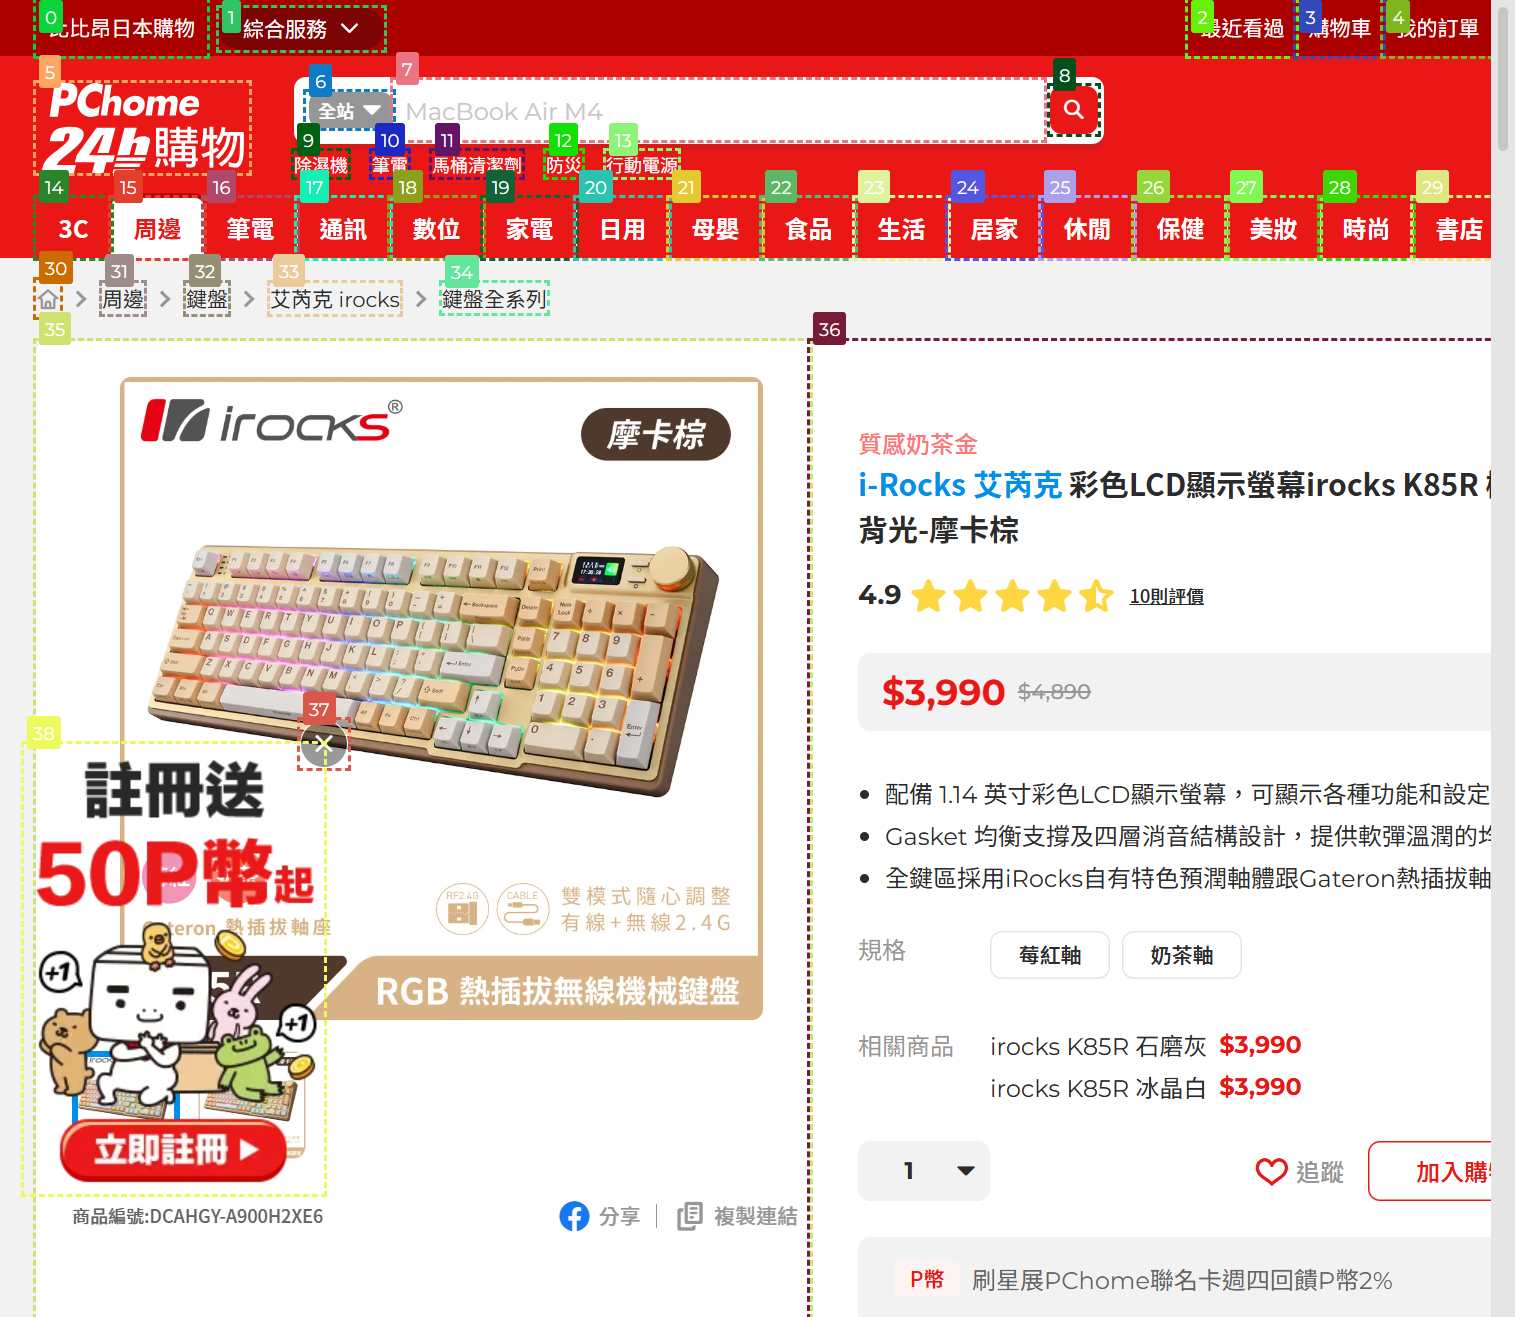 比比昂日本購物
綜合服務
最近看過
購物車
我的訂單
PChome
24h購物
全站
MacBook Air M4
除濕機
筆電
馬桶清潔劑
防災
行動電源
3C
周邊
筆電
通訊
數位
家電
日用
母嬰
食品
生活
居家
休閒
保健
美妝
時尚
書店
周邊
鍵盤
艾芮克 irocks
鍵盤全系列
irocks®
摩卡棕
RF2.4G
CABLE
雙模式隨心調整
有線+無線2.4G
熱插拔軸座
RGB 熱插拔無線機械鍵盤
註冊送
50P幣起
+1
+1
立即註冊
商品編號:DCAHGY-A900H2XE6
分享
複製連結
質感奶茶金
i-Rocks 艾芮克 彩色LCD顯示螢幕irocks K85R
背光-摩卡棕
4.9
10則評價
$3,990 $4,890
配備 1.14 英寸彩色LCD顯示螢幕，可顯示各種功能和設定
Gasket 均衡支撐及四層消音結構設計，提供軟彈溫潤的均
全鍵區採用iRocks自有特色預潤軸體跟Gateron熱插拔軸
規格
莓紅軸
奶茶軸
相關商品
irocks K85R 石磨灰 $3,990
irocks K85R 冰晶白 $3,990
1
追蹤
加入購
P幣
刷星展PChome聯名卡週四回饋P幣2%
0
1
2
3
4
5
6
7
8
9
10
11
12
13
14
15
16
17
18
19
20
21
22
23
24
25
26
27
28
29
30
31
32
33
34
35
36
37
38